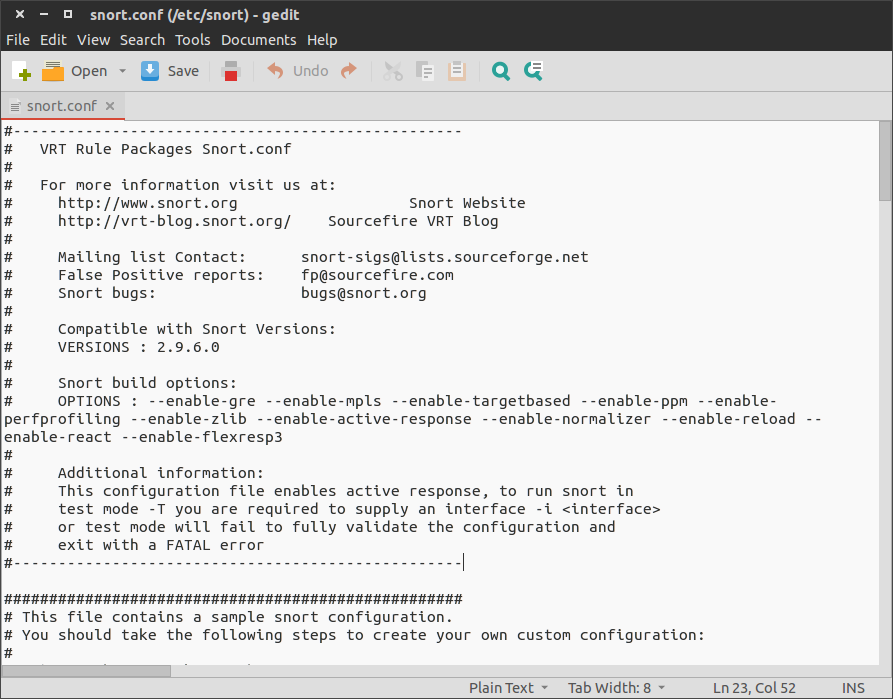 snort.conf (/etc/snort) - gedit
File Edit View Search Tools Documents Help
Open Save Undo
snort.conf
#--------------------------------------------------
#   VRT Rule Packages Snort.conf
#
#   For more information visit us at:
#     http://www.snort.org                   Snort Website
#     http://vrt-blog.snort.org/    Sourcefire VRT Blog
#
#     Mailing list Contact:      snort-sigs@lists.sourceforge.net
#     False Positive reports:    fp@sourcefire.com
#     Snort bugs:                bugs@snort.org
#
#     Compatible with Snort Versions:
#     VERSIONS : 2.9.6.0
#
#     Snort build options:
#     OPTIONS : --enable-gre --enable-mpls --enable-targetbased --enable-ppm --enable-
perfprofiling --enable-zlib --enable-active-response --enable-normalizer --enable-reload --
enable-react --enable-flexresp3
#
#     Additional information:
#     This configuration file enables active response, to run snort in
#     test mode -T you are required to supply an interface -i <interface>
#     or test mode will fail to fully validate the configuration and
#     exit with a FATAL error
#--------------------------------------------------
###################################################
# This file contains a sample snort configuration.
# You should take the following steps to create your own custom configuration:
#
Plain Text Tab Width: 8 Ln 23, Col 52 INS